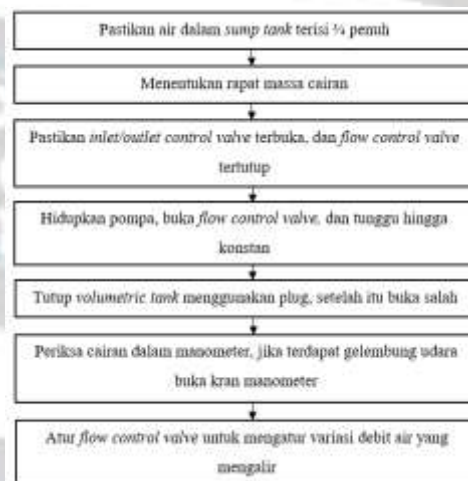 Pastikan air dalam sump tank terisi ¾ penuh
Menentukan rapat massa cairan
Pastikan inlet/outlet control valve terbuka, dan flow control valve
tertutup
Hidupkan pompa, buka flow control valve, dan tunggu hingga
konstan
Tutup volumetric tank menggunakan plug, setelah itu buka salah
Periksa cairan dalam manometer, jika terdapat gelembung udara
buka kran manometer
Atur flow control valve untuk mengatur variasi debit air yang
mengalir